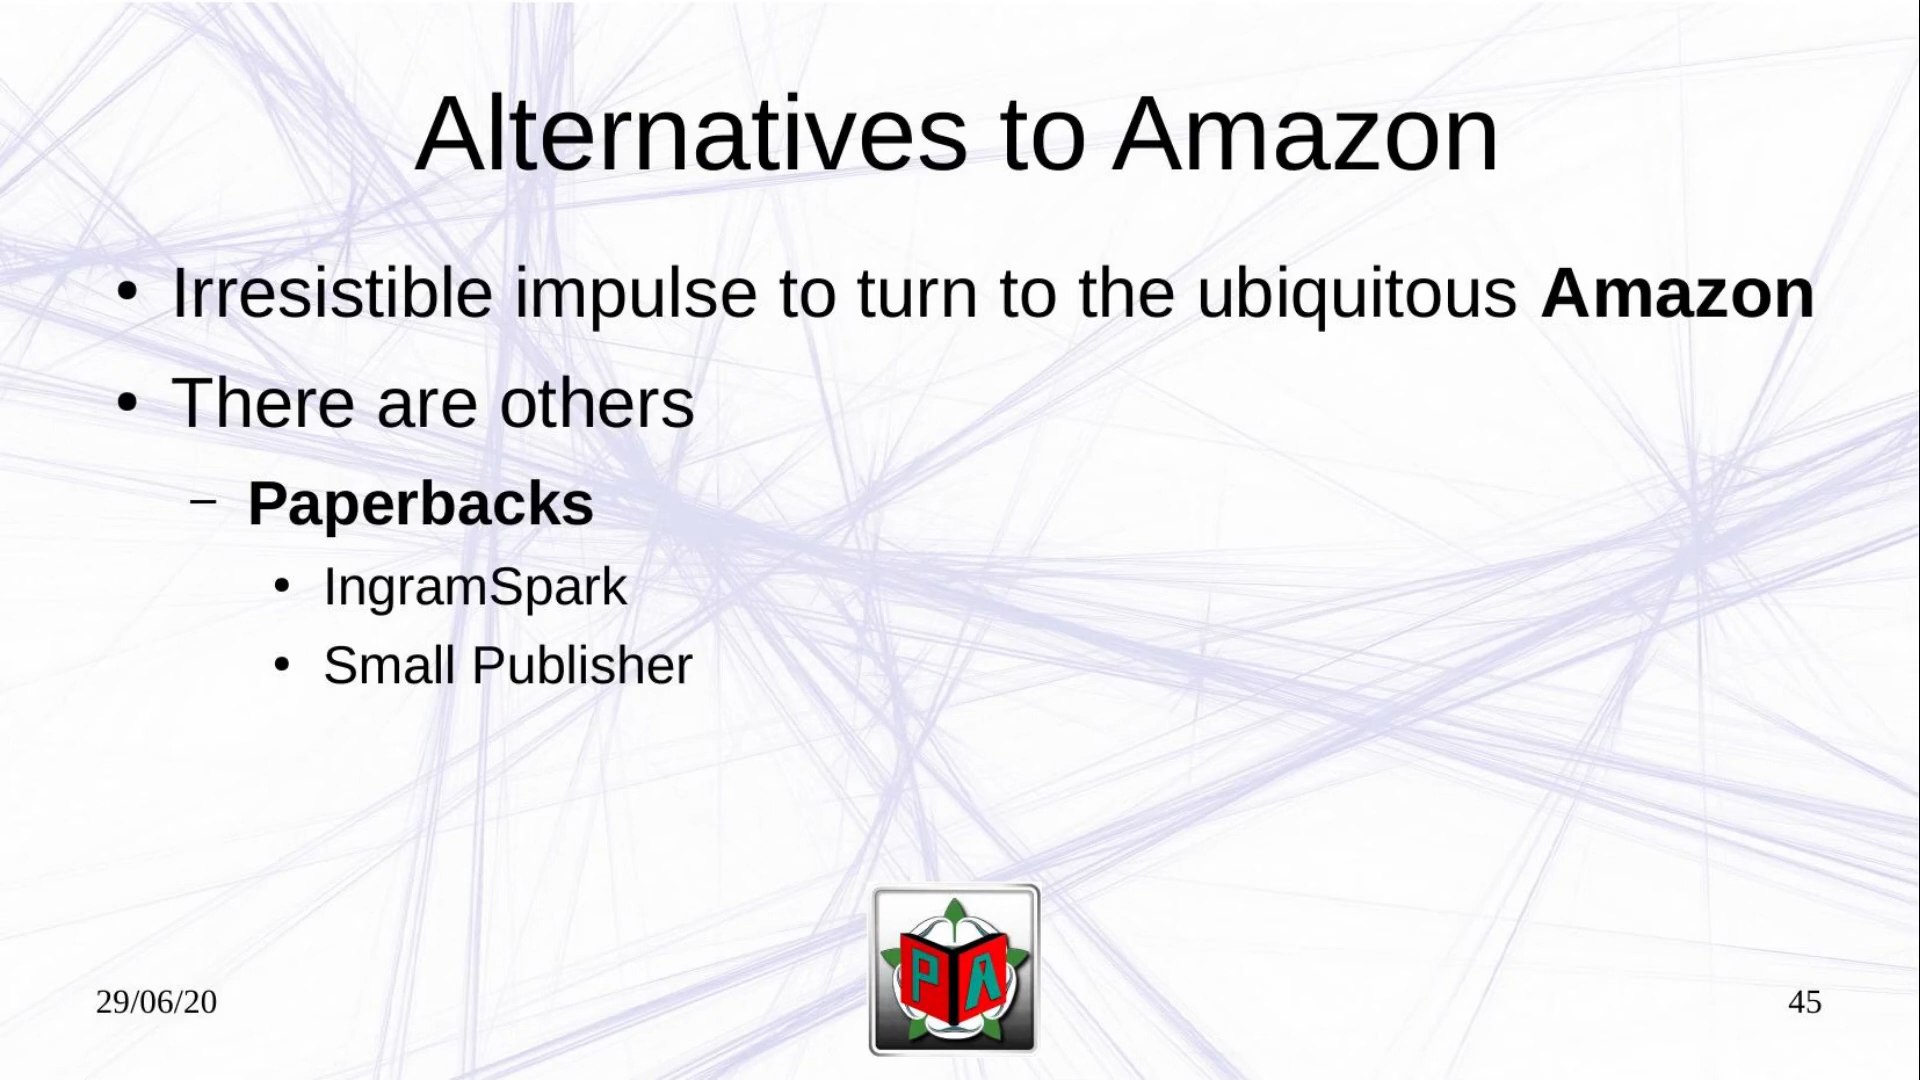 Alternatives to Amazon
• Irresistible impulse to turn to the ubiquitous Amazon
• There are others
– Paperbacks
• IngramSpark
• Small Publisher
P A
29/06/20
45